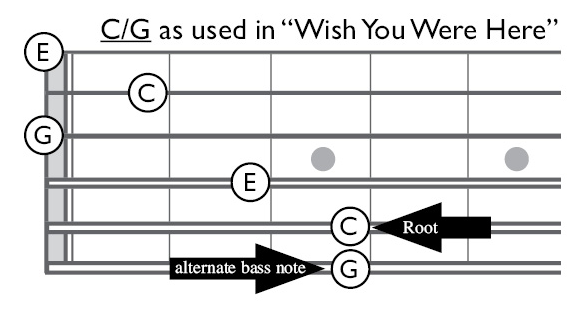 C/G as used in “Wish You Were Here”
E
C
G
E
C Root
alternate bass note G